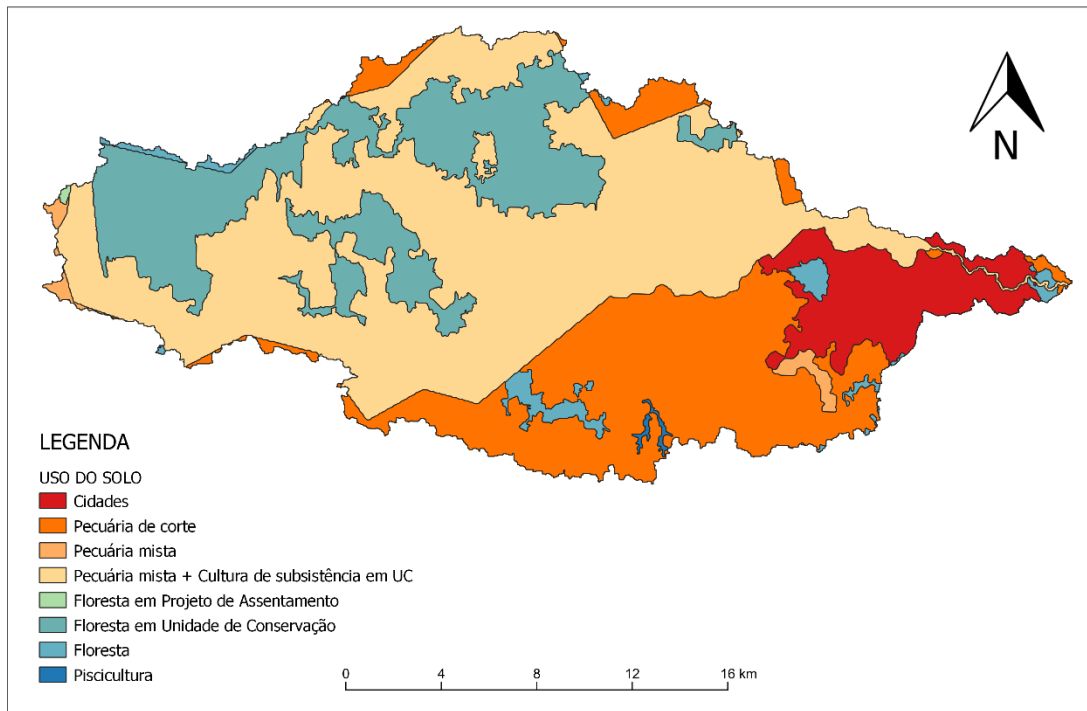 N
LEGENDA
USO DO SOLO
Cidades
Pecuária de corte
Pecuária mista
Pecuária mista + Cultura de subsistência em UC
Floresta em Projeto de Assentamento
Floresta em Unidade de Conservação
Floresta
Piscicultura
0 4 8 12 16 km